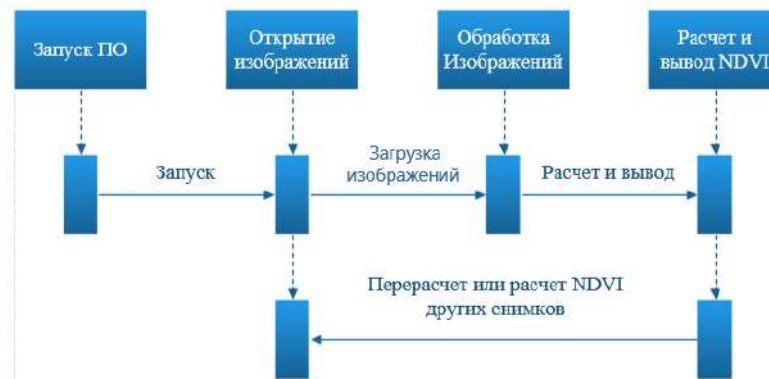 Запуск ПО
Открытие
изображений
Обработка
Изображений
Расчет и
вывод NDVI
Запуск
Загрузка
изображений
Расчет и вывод
Перерасчет или расчет NDVI
других снимков